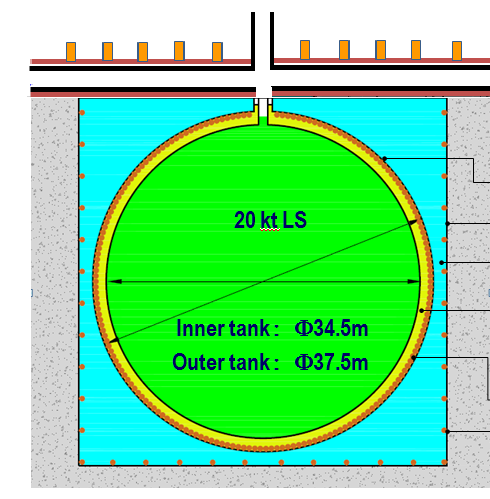 20 kt LS
Inner tank : Φ34.5m
Outer tank : Φ37.5m